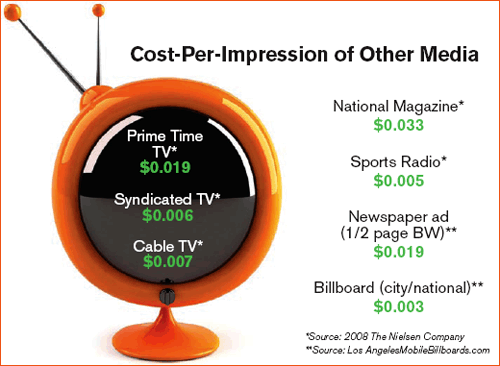 Cost-Per-Impression of Other Media
Prime Time
TV*
$0.019
Syndicated TV*
$0.006
Cable TV*
$0.007
National Magazine*
$0.033
Sports Radio*
$0.005
Newspaper ad
(1/2 page BW)**
$0.019
Billboard (city/national)**
$0.003
*Source: 2008 The Nielsen Company
**Source: Los AngelesMobileBillboards.com